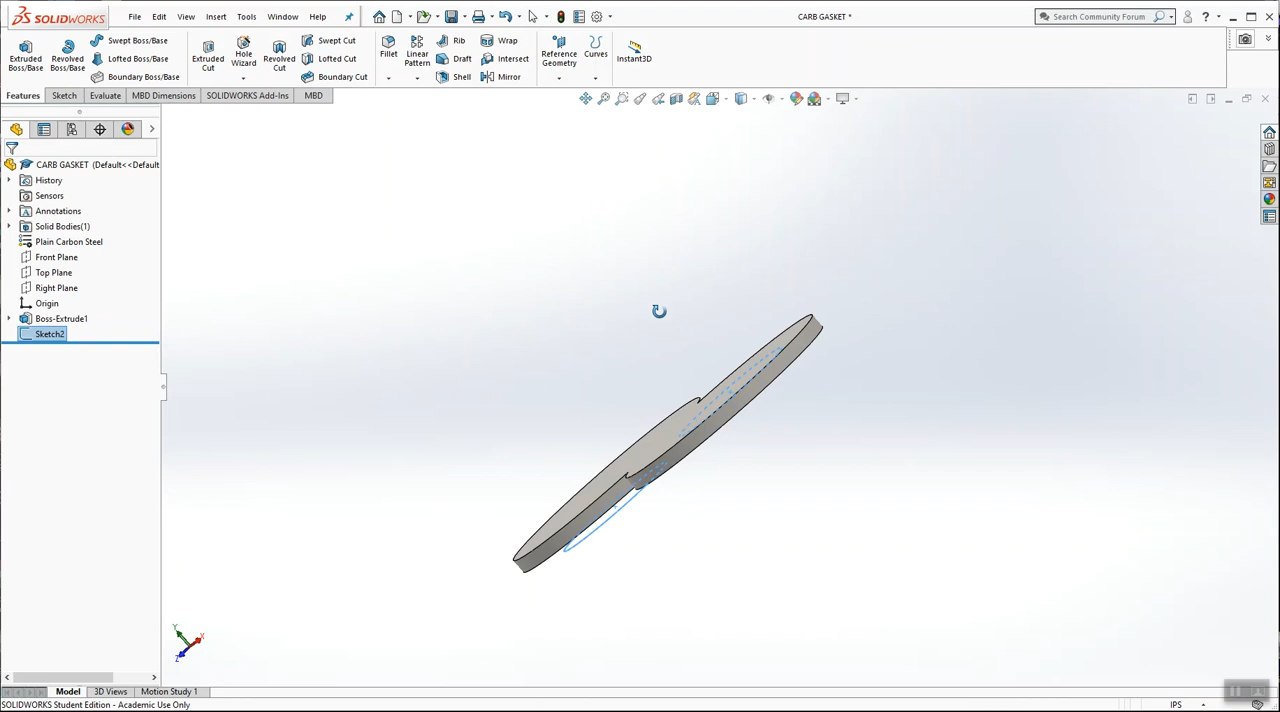 SOLIDWORKS
File Edit View Insert Tools Window Help
CARB GASKET *
Search Community Forum
Extruded Boss/Base
Revolved Boss/Base
Swept Boss/Base
Lofted Boss/Base
Boundary Boss/Base
Extruded Cut
Hole Wizard
Revolved Cut
Swept Cut
Lofted Cut
Boundary Cut
Fillet
Linear Pattern
Rib
Draft
Shell
Wrap
Intersect
Mirror
Reference Geometry
Curves
Instant3D
Features Sketch Evaluate MBD Dimensions SOLIDWORKS Add-Ins MBD
CARB GASKET (Default<<Default
History
Sensors
Annotations
Solid Bodies(1)
Plain Carbon Steel
Front Plane
Top Plane
Right Plane
Origin
Boss-Extrude1
Sketch2
Y
X
Z
Model 3D Views Motion Study 1
SOLIDWORKS Student Edition - Academic Use Only
IPS